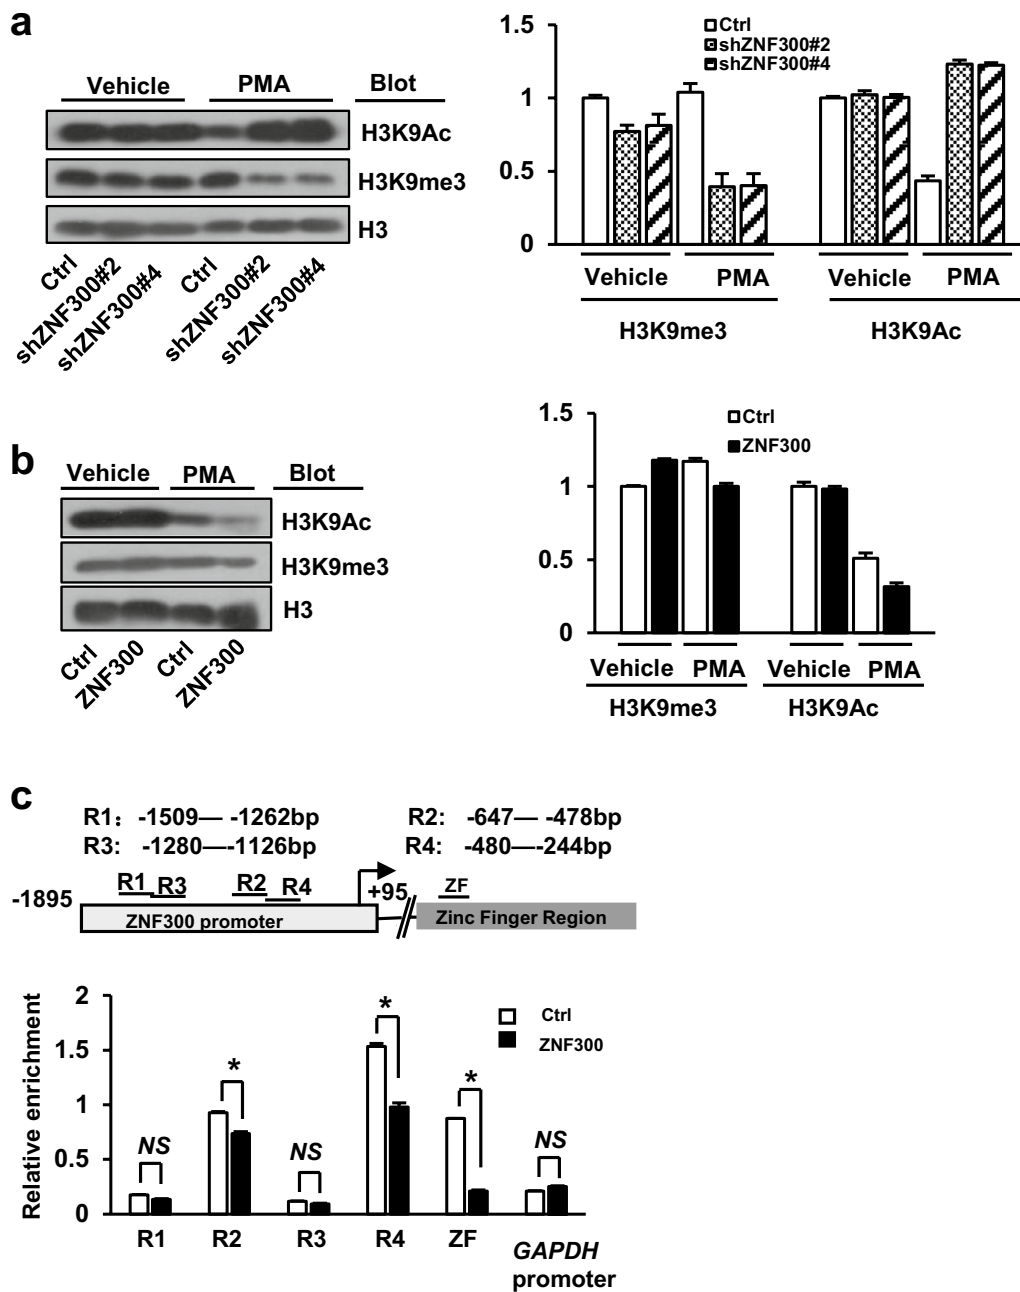 a
Vehicle PMA Blot
H3K9Ac
H3K9me3
H3
Ctrl shZNF300#2 shZNF300#4 Ctrl shZNF300#2 shZNF300#4
Ctrl
shZNF300#2
shZNF300#4
1.5
1
0.5
0
Vehicle PMA Vehicle PMA
H3K9me3 H3K9Ac
b
Vehicle PMA Blot
H3K9Ac
H3K9me3
H3
Ctrl ZNF300 Ctrl ZNF300
Ctrl
ZNF300
1.5
1
0.5
0
Vehicle PMA Vehicle PMA
H3K9me3 H3K9Ac
c
R1: -1509— -1262bp R2: -647— -478bp
R3: -1280—-1126bp R4: -480—-244bp
-1895 R1 R3 R2 R4 +95 ZF
ZNF300 promoter Zinc Finger Region
Relative enrichment
2
1.5
1
0.5
0
Ctrl
ZNF300
NS * NS * * NS
R1 R2 R3 R4 ZF GAPDH
promoter